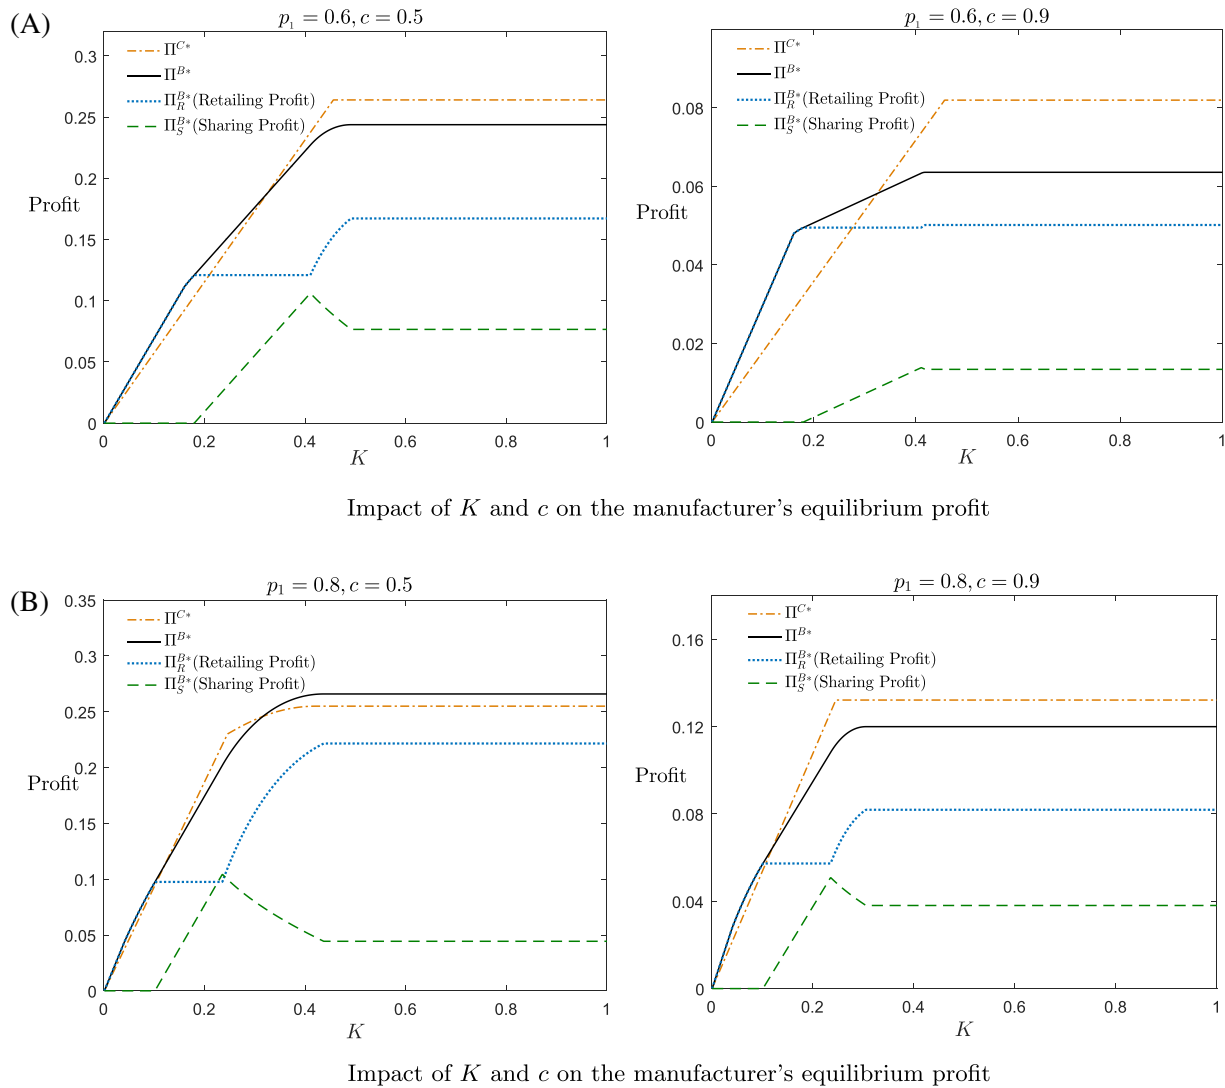 (A)
p₁ = 0.6, c = 0.5
0.3
0.25
0.2
0.15
0.1
0.05
0
Profit
Π^{C*}
Π^{B*}
Π_R^{B*}(Retailing Profit)
Π_S^{B*}(Sharing Profit)
0 0.2 0.4 0.6 0.8 1
K
p₁ = 0.6, c = 0.9
0.08
0.06
0.04
0.02
0
Profit
Π^{C*}
Π^{B*}
Π_R^{B*}(Retailing Profit)
Π_S^{B*}(Sharing Profit)
0 0.2 0.4 0.6 0.8 1
K
Impact of K and c on the manufacturer's equilibrium profit
(B)
p₁ = 0.8, c = 0.5
0.35
0.3
0.25
0.2
0.15
0.1
0.05
0
Profit
Π^{C*}
Π^{B*}
Π_R^{B*}(Retailing Profit)
Π_S^{B*}(Sharing Profit)
0 0.2 0.4 0.6 0.8 1
K
p₁ = 0.8, c = 0.9
0.16
0.12
0.08
0.04
0
Profit
Π^{C*}
Π^{B*}
Π_R^{B*}(Retailing Profit)
Π_S^{B*}(Sharing Profit)
0 0.2 0.4 0.6 0.8 1
K
Impact of K and c on the manufacturer's equilibrium profit